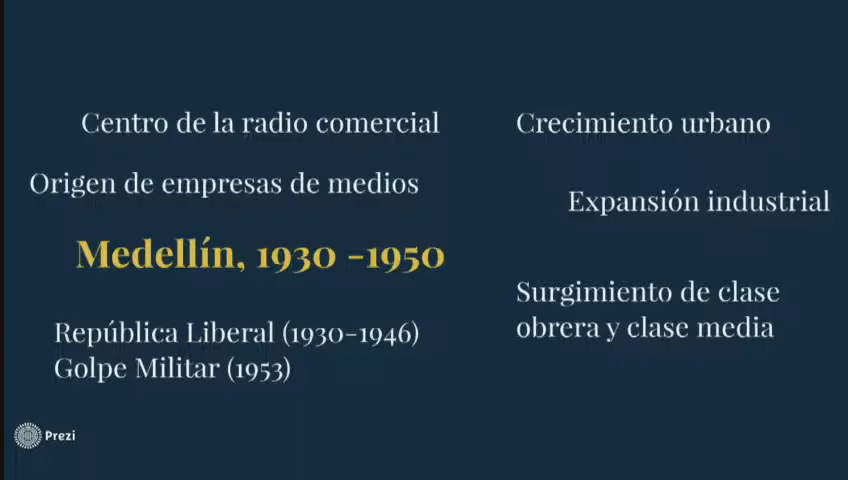 Centro de la radio comercial
Origen de empresas de medios
Medellín, 1930 -1950
República Liberal (1930-1946)
Golpe Militar (1953)
Crecimiento urbano
Expansión industrial
Surgimiento de clase
obrera y clase media
Prezi